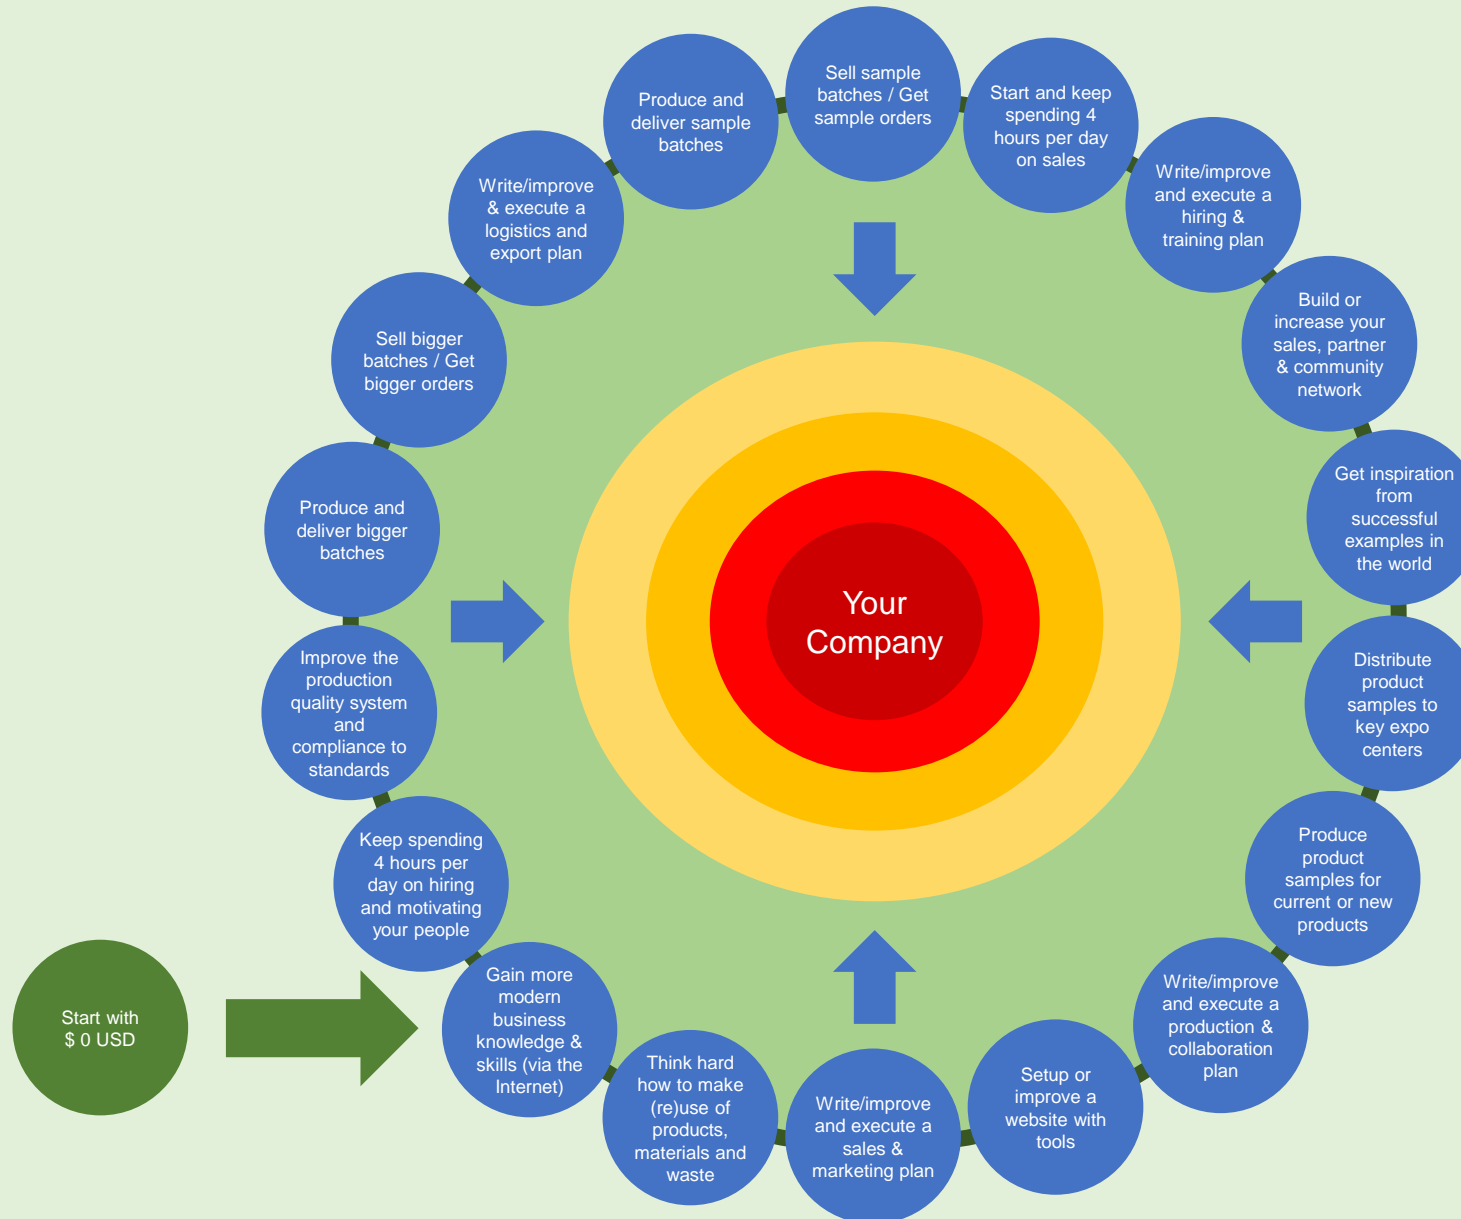 Sell sample
batches / Get
sample orders
Start and keep
spending 4
hours per day
on sales
Write/improve
and execute a
hiring &
training plan
Build or
increase your
sales, partner
& community
network
Get inspiration
from
successful
examples in
the world
Distribute
product
samples to
key expo
centers
Produce
product
samples for
current or new
products
Write/improve
and execute a
production &
collaboration
plan
Setup or
improve a
website with
tools
Write/improve
and execute a
sales &
marketing plan
Think hard
how to make
(re)use of
products,
materials and
waste
Gain more
modern
business
knowledge &
skills (via the
Internet)
Keep spending
4 hours per
day on hiring
and motivating
your people
Improve the
production
quality system
and
compliance to
standards
Produce and
deliver bigger
batches
Sell bigger
batches / Get
bigger orders
Write/improve
& execute a
logistics and
export plan
Produce and
deliver sample
batches
Your
Company
Start with
$ 0 USD